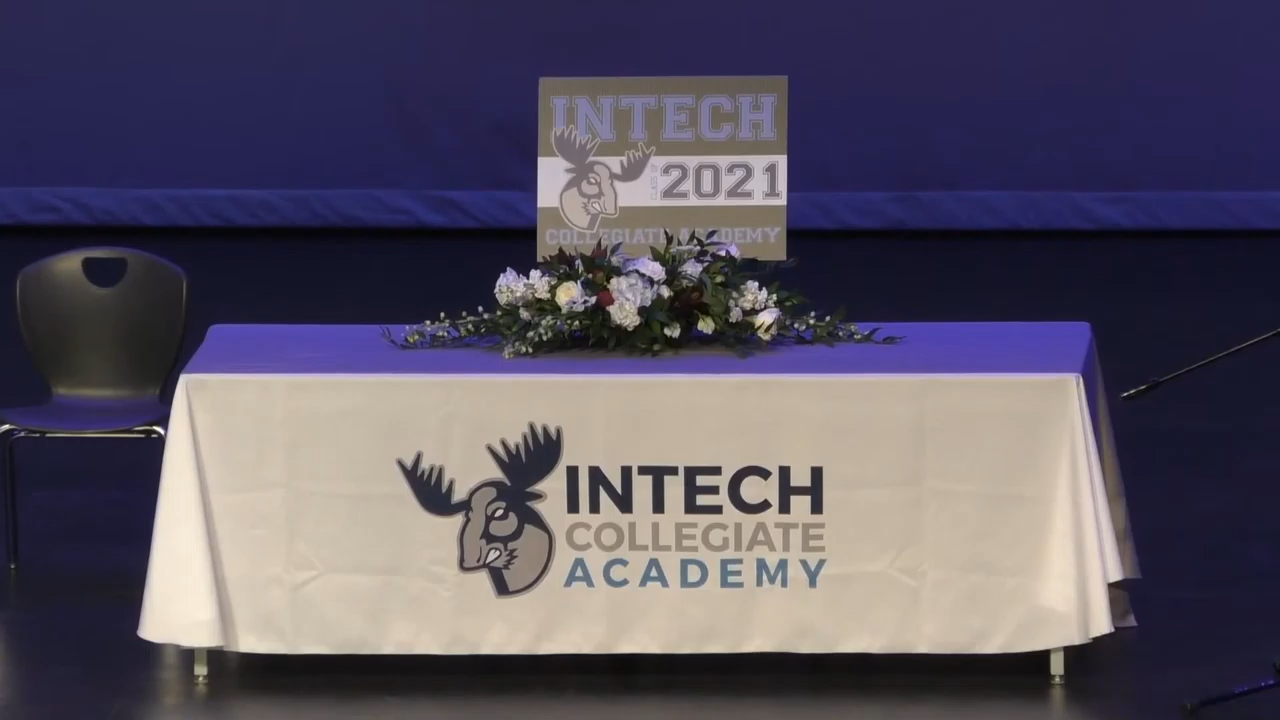 INTECH
CLASS OF
2021
COLLEGIATE ACADEMY
INTECH
COLLEGIATE
ACADEMY